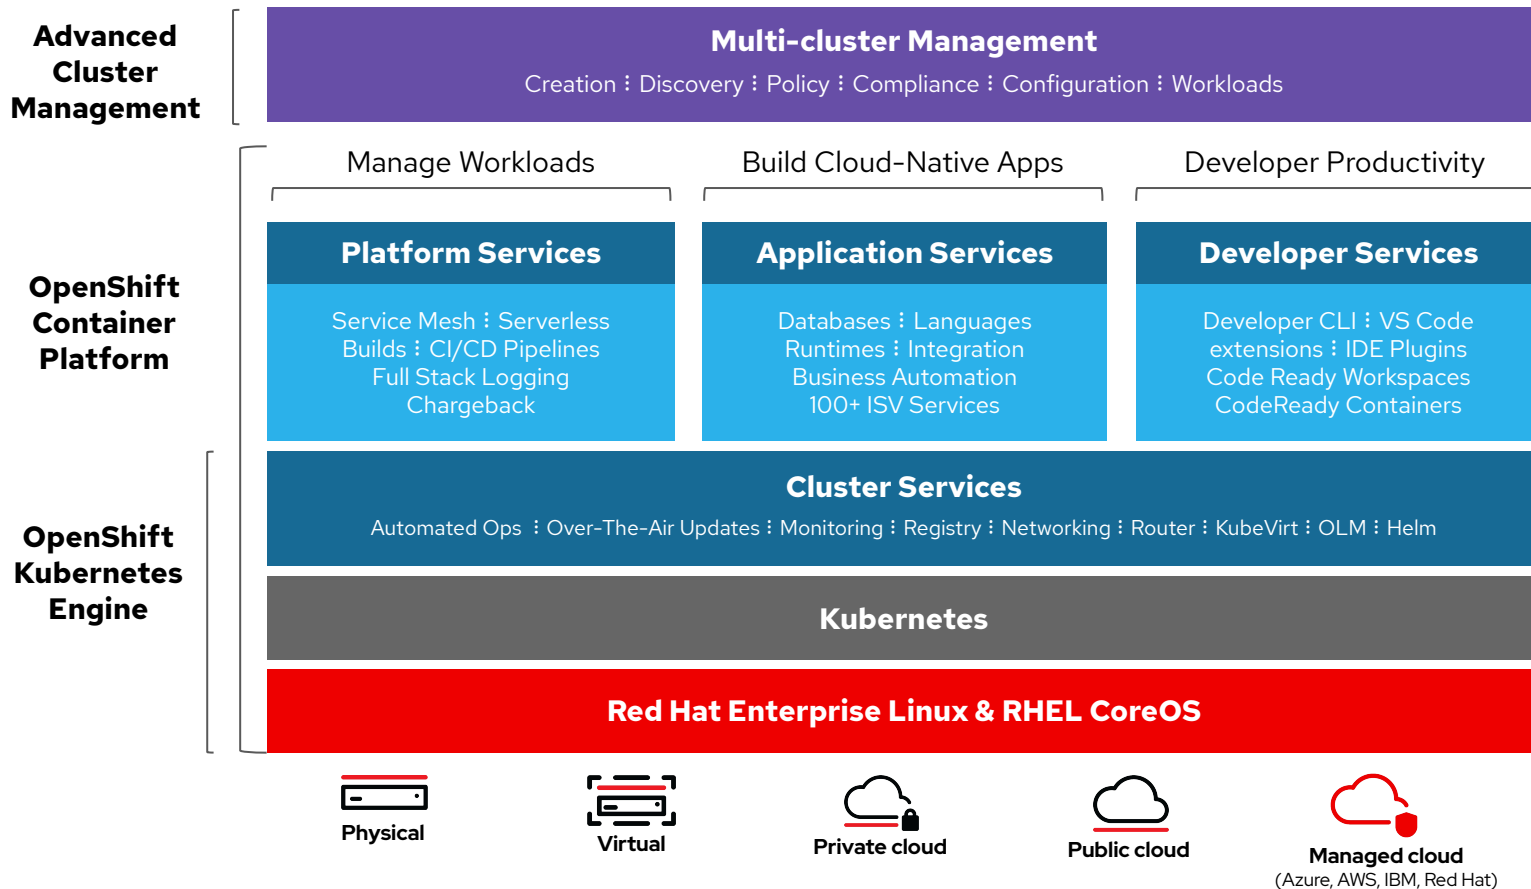 Advanced
Cluster
Management
Multi-cluster Management
Creation ⋮ Discovery ⋮ Policy ⋮ Compliance ⋮ Configuration ⋮ Workloads
Manage Workloads
Build Cloud-Native Apps
Developer Productivity
OpenShift
Container
Platform
Platform Services
Service Mesh ⋮ Serverless
Builds ⋮ CI/CD Pipelines
Full Stack Logging
Chargeback
Application Services
Databases ⋮ Languages
Runtimes ⋮ Integration
Business Automation
100+ ISV Services
Developer Services
Developer CLI ⋮ VS Code
extensions ⋮ IDE Plugins
Code Ready Workspaces
CodeReady Containers
OpenShift
Kubernetes
Engine
Cluster Services
Automated Ops ⋮ Over-The-Air Updates ⋮ Monitoring ⋮ Registry ⋮ Networking ⋮ Router ⋮ KubeVirt ⋮ OLM ⋮ Helm
Kubernetes
Red Hat Enterprise Linux & RHEL CoreOS
Physical
Virtual
Private cloud
Public cloud
Managed cloud
(Azure, AWS, IBM, Red Hat)